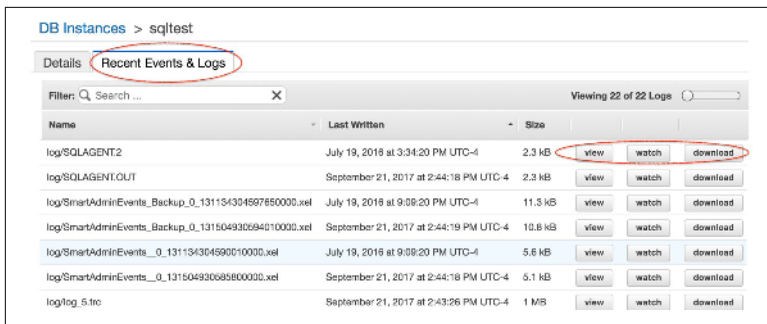 DB Instances > sqltest
Details Recent Events & Logs
Filter: Search ... X Viewing 22 of 22 Logs
Name Last Written Size
log/SQLAGENT.2 July 19, 2016 at 3:34:20 PM UTC-4 2.3 kB view watch download
log/SQLAGENT.OUT September 21, 2017 at 2:44:18 PM UTC-4 2.3 kB view watch download
log/SmartAdminEvents_Backup_0_131134304597650000.xel July 19, 2016 at 9:09:20 PM UTC-4 11.3 kB view watch download
log/SmartAdminEvents_Backup_0_131504930594010000.xel September 21, 2017 at 2:44:19 PM UTC-4 10.8 kB view watch download
log/SmartAdminEvents__0_131134304590010000.xel July 19, 2016 at 9:09:20 PM UTC-4 5.6 kB view watch download
log/SmartAdminEvents__0_131504930585800000.xel September 21, 2017 at 2:44:18 PM UTC-4 5.1 kB view watch download
log/log_5.trc September 21, 2017 at 2:43:26 PM UTC-4 1 MB view watch download